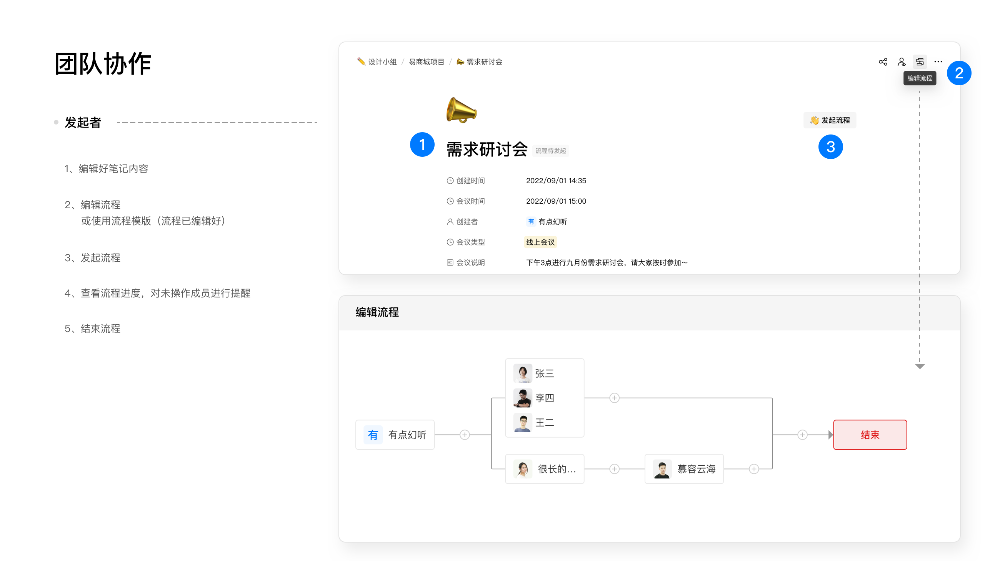 团队协作
发起者
1、编辑好笔记内容
2、编辑流程
或使用流程模版（流程已编辑好）
3、发起流程
4、查看流程进度，对未操作成员进行提醒
5、结束流程
设计小组 / 易商城项目 / 需求研讨会
编辑流程
2
发起流程
3
1
需求研讨会 流程待发起
创建时间 2022/09/01 14:35
会议时间 2022/09/01 15:00
创建者 有 有点幻听
会议类型 线上会议
会议说明 下午3点进行九月份需求研讨会，请大家按时参加～
编辑流程
张三
李四
王二
有 有点幻听
结束
很长的...
慕容云海